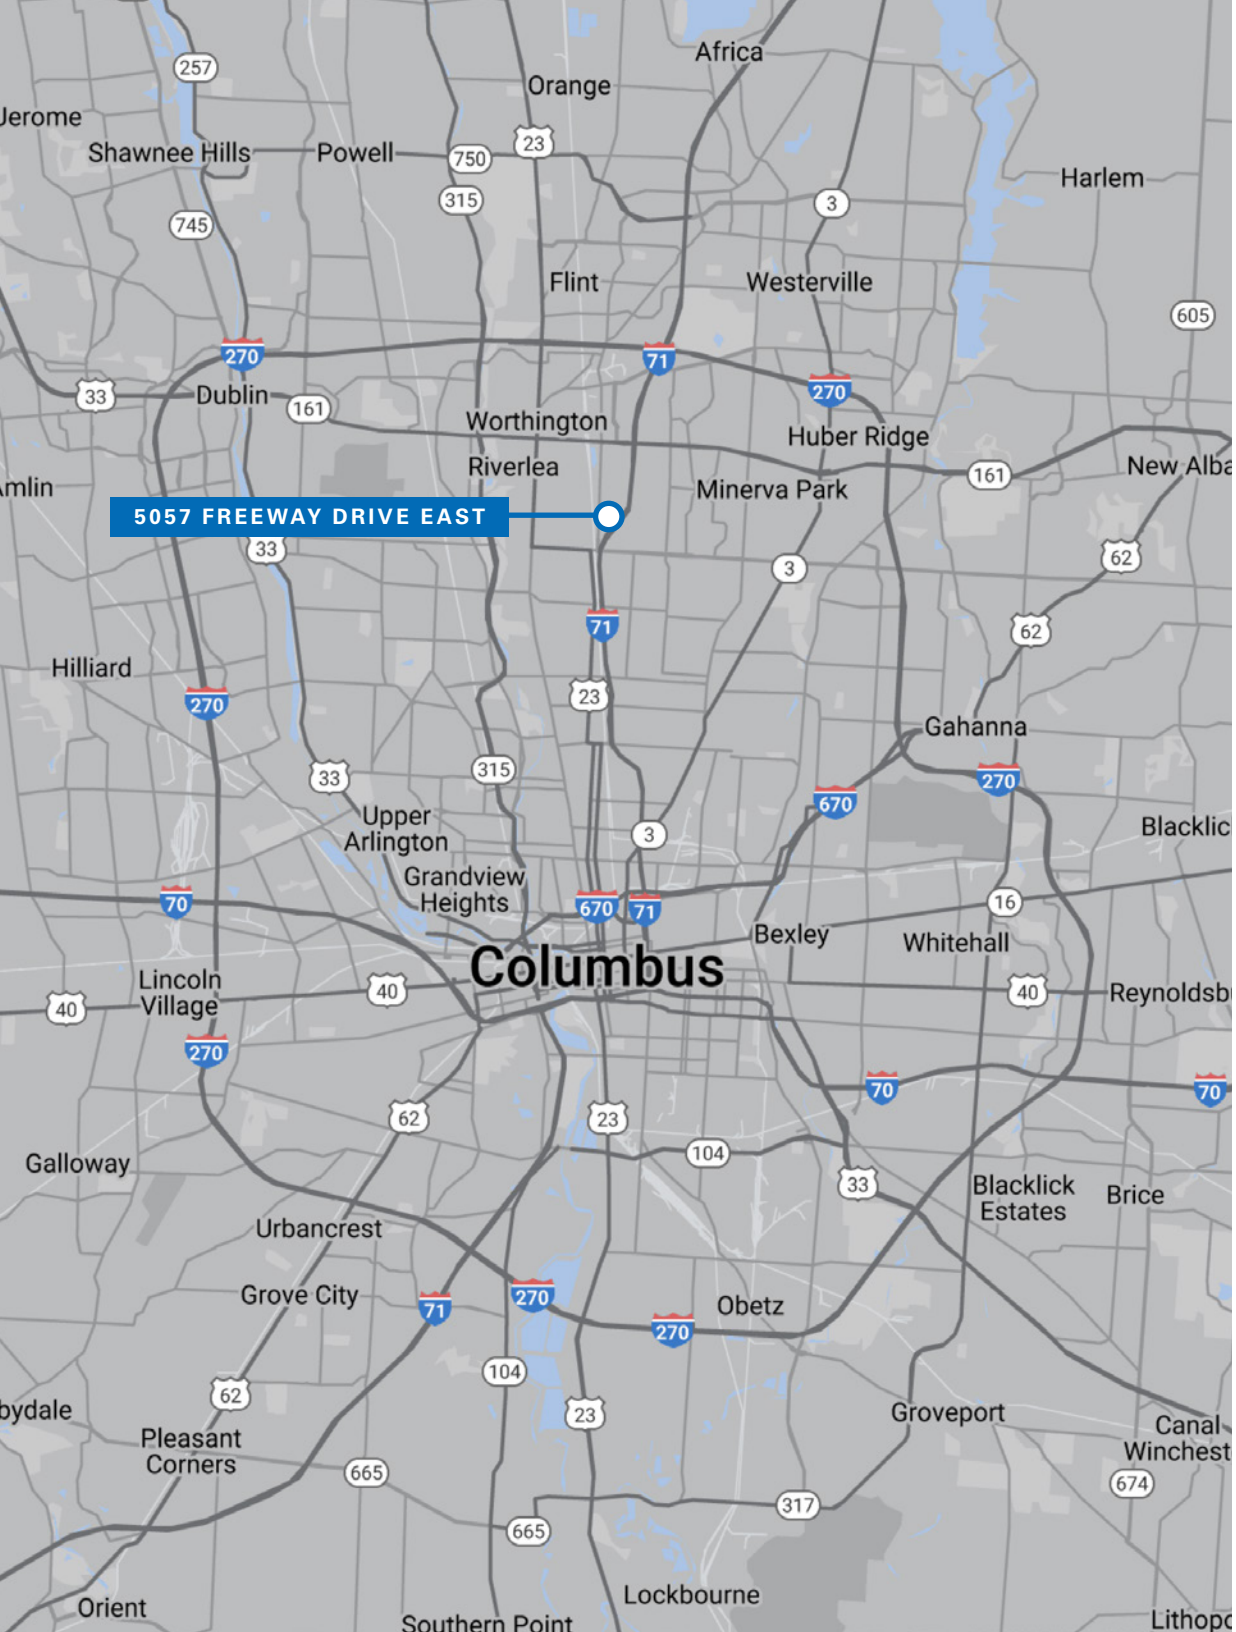 257
Africa
Orange
Jerome
23
Shawnee Hills
Powell
750
315
3
Harlem
745
Flint
Westerville
605
270
71
33
Dublin
161
270
Worthington
Huber Ridge
Riverlea
161
New Alba
Amlin
Minerva Park
5057 FREEWAY DRIVE EAST
33
3
62
71
62
Hilliard
270
23
Gahanna
33
315
270
670
Upper
Arlington
3
Blacklic
Grandview
Heights
70
670
71
16
Bexley
Whitehall
Columbus
Lincoln
Village
40
40
40
Reynoldsbu
270
70
70
62
23
104
Galloway
33
Blacklick
Estates
Brice
Urbancrest
Grove City
71
270
270
Obetz
104
62
23
bydale
Groveport
Canal
Winchest
Pleasant
Corners
665
674
317
665
Lockbourne
Orient
Southern Point
Lithopo